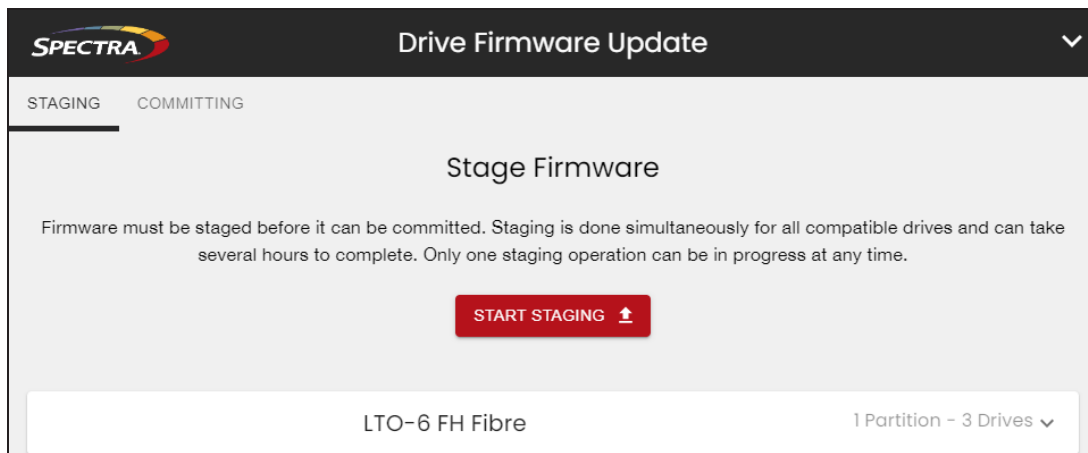 SPECTRA
Drive Firmware Update
STAGING COMMITTING
Stage Firmware
Firmware must be staged before it can be committed. Staging is done simultaneously for all compatible drives and can take
several hours to complete. Only one staging operation can be in progress at any time.
START STAGING
LTO-6 FH Fibre 1 Partition - 3 Drives